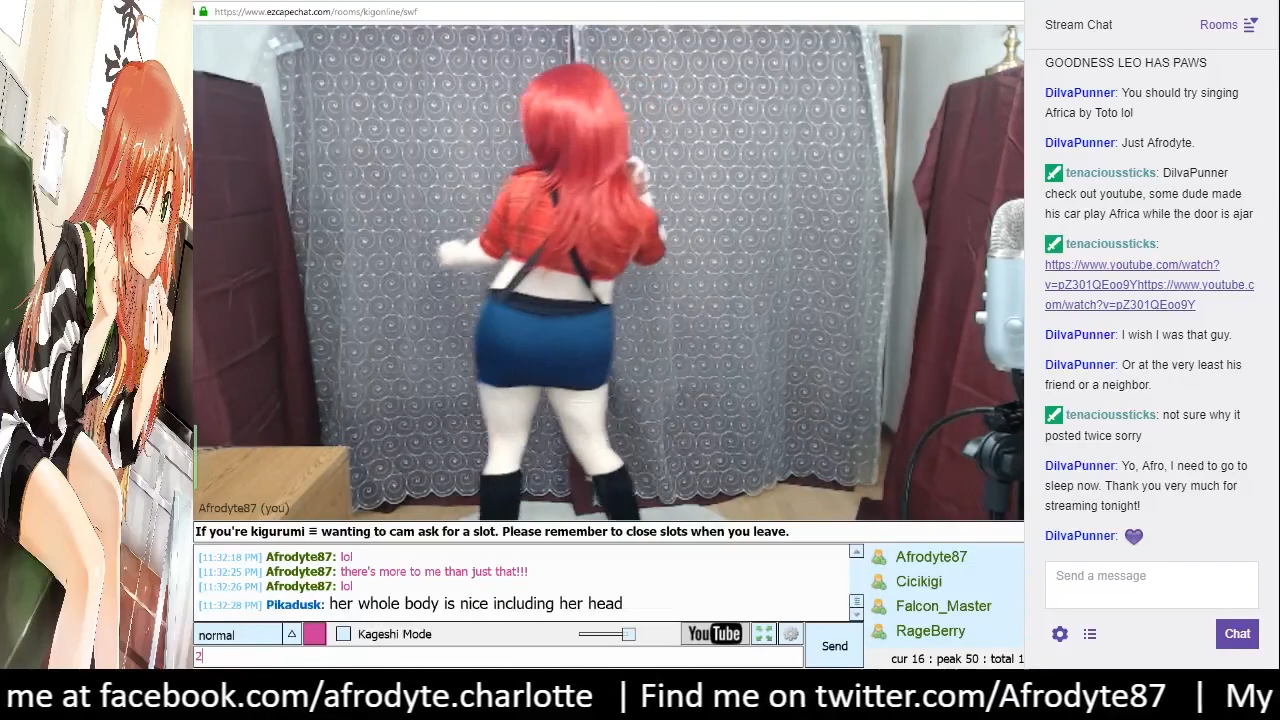 https://www.ezcapechat.com/rooms/kigonline/swf
Afrodyte87 (you)
If you're kigurumi ≡ wanting to cam ask for a slot. Please remember to close slots when you leave.
[11:32:18 PM] Afrodyte87: lol
[11:32:25 PM] Afrodyte87: there's more to me than just that!!!
[11:32:26 PM] Afrodyte87: lol
[11:32:28 PM] Pikadusk: her whole body is nice including her head
normal
Kageshi Mode
YouTube
2
Send
Afrodyte87
Cicikigi
Falcon_Master
RageBerry
cur 16 : peak 50 : total 1
Stream Chat
Rooms
GOODNESS LEO HAS PAWS
DilvaPunner: You should try singing
Africa by Toto lol
DilvaPunner: Just Afrodyte.
tenacioussticks: DilvaPunner
check out youtube, some dude made
his car play Africa while the door is ajar
tenacioussticks:
https://www.youtube.com/watch?
v=pZ301QEoo9Yhttps://www.youtube.c
om/watch?v=pZ301QEoo9Y
DilvaPunner: I wish I was that guy.
DilvaPunner: Or at the very least his
friend or a neighbor.
tenacioussticks: not sure why it
posted twice sorry
DilvaPunner: Yo, Afro, I need to go to
sleep now. Thank you very much for
streaming tonight!
DilvaPunner: 💜
Send a message
Chat
me at facebook.com/afrodyte.charlotte | Find me on twitter.com/Afrodyte87 | My